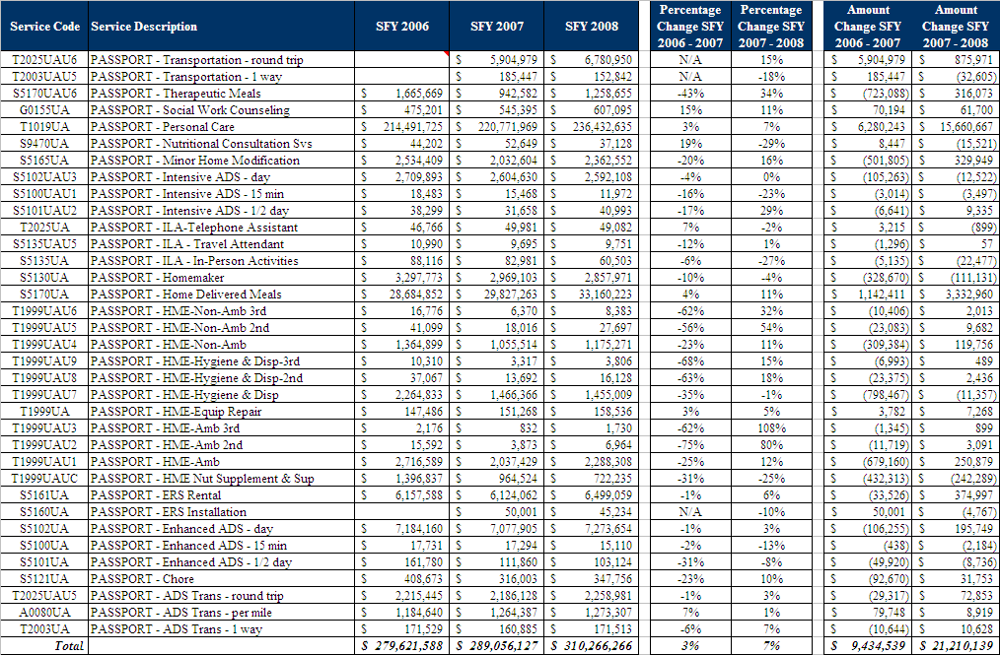 Service Code Service Description SFY 2006 SFY 2007 SFY 2008 Percentage Change SFY 2006 - 2007 Percentage Change SFY 2007 - 2008 Amount Change SFY 2006 - 2007 Amount Change SFY 2007 - 2008
T2025UAU6 PASSPORT - Transportation - round trip $ 5,904,979 $ 6,780,950 N/A 15% $ 5,904,979 $ 875,971
T2003UAU5 PASSPORT - Transportation - 1 way $ 185,447 $ 152,842 N/A -18% $ 185,447 $ (32,605)
S5170UAU6 PASSPORT - Therapeutic Meals $ 1,665,669 $ 942,582 $ 1,258,655 -43% 34% $ (723,088) $ 316,073
G0155UA PASSPORT - Social Work Counseling $ 475,201 $ 545,395 $ 607,095 15% 11% $ 70,194 $ 61,700
T1019UA PASSPORT - Personal Care $ 214,491,725 $ 220,771,969 $ 236,432,635 3% 7% $ 6,280,243 $ 15,660,667
S9470UA PASSPORT - Nutritional Consultation Svs $ 44,202 $ 52,649 $ 37,128 19% -29% $ 8,447 $ (15,521)
S5165UA PASSPORT - Minor Home Modification $ 2,534,409 $ 2,032,604 $ 2,362,552 -20% 16% $ (501,805) $ 329,949
S5102UAU3 PASSPORT - Intensive ADS - day $ 2,709,893 $ 2,604,630 $ 2,592,108 -4% 0% $ (105,263) $ (12,522)
S5100UAU1 PASSPORT - Intensive ADS - 15 min $ 18,483 $ 15,468 $ 11,972 -16% -23% $ (3,014) $ (3,497)
S5101UAU2 PASSPORT - Intensive ADS - 1/2 day $ 38,299 $ 31,658 $ 40,993 -17% 29% $ (6,641) $ 9,335
T2025UA PASSPORT - ILA-Telephone Assistant $ 46,766 $ 49,981 $ 49,082 7% -2% $ 3,215 $ (899)
S5135UAU5 PASSPORT - ILA - Travel Attendant $ 10,990 $ 9,695 $ 9,751 -12% 1% $ (1,296) $ 57
S5135UA PASSPORT - ILA - In-Person Activities $ 88,116 $ 82,981 $ 60,503 -6% -27% $ (5,135) $ (22,477)
S5130UA PASSPORT - Homemaker $ 3,297,773 $ 2,969,103 $ 2,857,971 -10% -4% $ (328,670) $ (111,131)
S5170UA PASSPORT - Home Delivered Meals $ 28,684,852 $ 29,827,263 $ 33,160,223 4% 11% $ 1,142,411 $ 3,332,960
T1999UAU6 PASSPORT - HME-Non-Amb 3rd $ 16,776 $ 6,370 $ 8,383 -62% 32% $ (10,406) $ 2,013
T1999UAU5 PASSPORT - HME-Non-Amb 2nd $ 41,099 $ 18,016 $ 27,697 -56% 54% $ (23,083) $ 9,682
T1999UAU4 PASSPORT - HME-Non-Amb $ 1,364,899 $ 1,055,514 $ 1,175,271 -23% 11% $ (309,384) $ 119,756
T1999UAU9 PASSPORT - HME-Hygiene & Disp-3rd $ 10,310 $ 3,317 $ 3,806 -68% 15% $ (6,993) $ 489
T1999UAU8 PASSPORT - HME-Hygiene & Disp-2nd $ 37,067 $ 13,692 $ 16,128 -63% 18% $ (23,375) $ 2,436
T1999UAU7 PASSPORT - HME-Hygiene & Disp $ 2,264,833 $ 1,466,366 $ 1,455,009 -35% -1% $ (798,467) $ (11,357)
T1999UA PASSPORT - HME-Equip Repair $ 147,486 $ 151,268 $ 158,536 3% 5% $ 3,782 $ 7,268
T1999UAU3 PASSPORT - HME-Amb 3rd $ 2,176 $ 832 $ 1,730 -62% 108% $ (1,345) $ 899
T1999UAU2 PASSPORT - HME-Amb 2nd $ 15,592 $ 3,873 $ 6,964 -75% 80% $ (11,719) $ 3,091
T1999UAU1 PASSPORT - HME-Amb $ 2,716,589 $ 2,037,429 $ 2,288,308 -25% 12% $ (679,160) $ 250,879
T1999UAUC PASSPORT - HME Nut Supplement & Sup $ 1,396,837 $ 964,524 $ 722,235 -31% -25% $ (432,313) $ (242,289)
S5161UA PASSPORT - ERS Rental $ 6,157,588 $ 6,124,062 $ 6,499,059 -1% 6% $ (33,526) $ 374,997
S5160UA PASSPORT - ERS Installation $ 50,001 $ 45,234 N/A -10% $ 50,001 $ (4,767)
S5102UA PASSPORT - Enhanced ADS - day $ 7,184,160 $ 7,077,905 $ 7,273,654 -1% 3% $ (106,255) $ 195,749
S5100UA PASSPORT - Enhanced ADS - 15 min $ 17,731 $ 17,294 $ 15,110 -2% -13% $ (438) $ (2,184)
S5101UA PASSPORT - Enhanced ADS - 1/2 day $ 161,780 $ 111,860 $ 103,124 -31% -8% $ (49,920) $ (8,736)
S5121UA PASSPORT - Chore $ 408,673 $ 316,003 $ 347,756 -23% 10% $ (92,670) $ 31,753
T2025UAU5 PASSPORT - ADS Trans - round trip $ 2,215,445 $ 2,186,128 $ 2,258,981 -1% 3% $ (29,317) $ 72,853
A0080UA PASSPORT - ADS Trans - per mile $ 1,184,640 $ 1,264,387 $ 1,273,307 7% 1% $ 79,748 $ 8,919
T2003UA PASSPORT - ADS Trans - 1 way $ 171,529 $ 160,885 $ 171,513 -6% 7% $ (10,644) $ 10,628
Total $ 279,621,588 $ 289,056,127 $ 310,266,266 3% 7% $ 9,434,539 $ 21,210,139